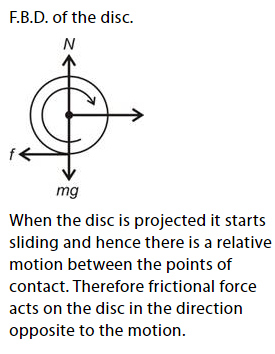 F.B.D. of the disc.
N
f
mg
When the disc is projected it starts
sliding and hence there is a relative
motion between the points of
contact. Therefore frictional force
acts on the disc in the direction
opposite to the motion.